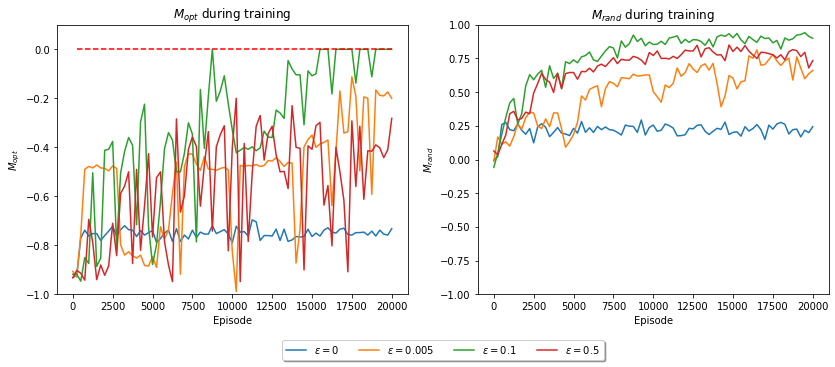 M_opt during training
M_opt
0.0
−0.2
−0.4
−0.6
−0.8
−1.0
0 2500 5000 7500 10000 12500 15000 17500 20000
Episode
M_rand during training
M_rand
1.00
0.75
0.50
0.25
0.00
−0.25
−0.50
−0.75
−1.00
0 2500 5000 7500 10000 12500 15000 17500 20000
Episode
ε = 0 ε = 0.005 ε = 0.1 ε = 0.5